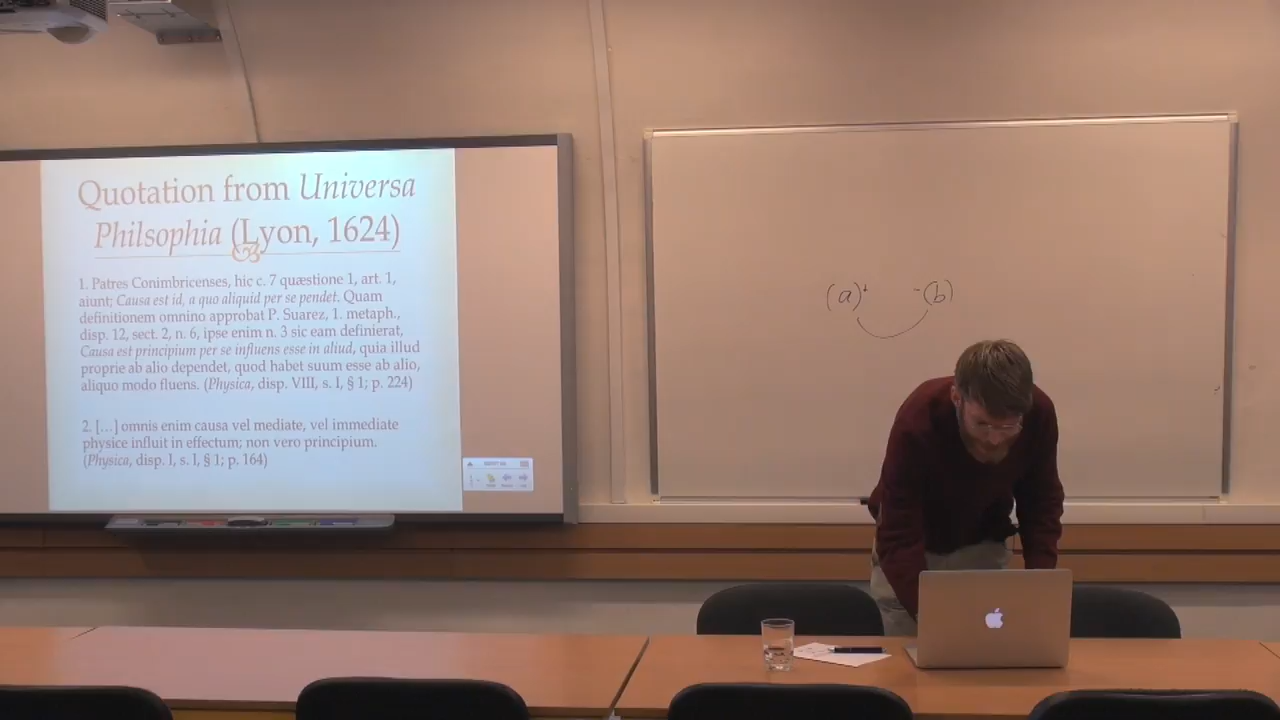 Quotation from Universa
Philsophia (Lyon, 1624)
1. Patres Conimbricenses, hic c. 7 quæstione 1, art. 1,
aiunt; Causa est id, a quo aliquid per se pendet. Quam
definitionem omnino approbat P. Suarez, 1. metaph.,
disp. 12, sect. 2, n. 6, ipse enim n. 3 sic eam definierat,
Causa est principium per se influens esse in aliud, quia illud
proprie ab alio dependet, quod habet suum esse ab alio,
aliquo modo fluens. (Physica, disp. VIII, s. I, § 1; p. 224)
2. […] omnis enim causa vel mediate, vel immediate
physice influit in effectum; non vero principium.
(Physica, disp. I, s. I, § 1; p. 164)
(a)+ -(b)